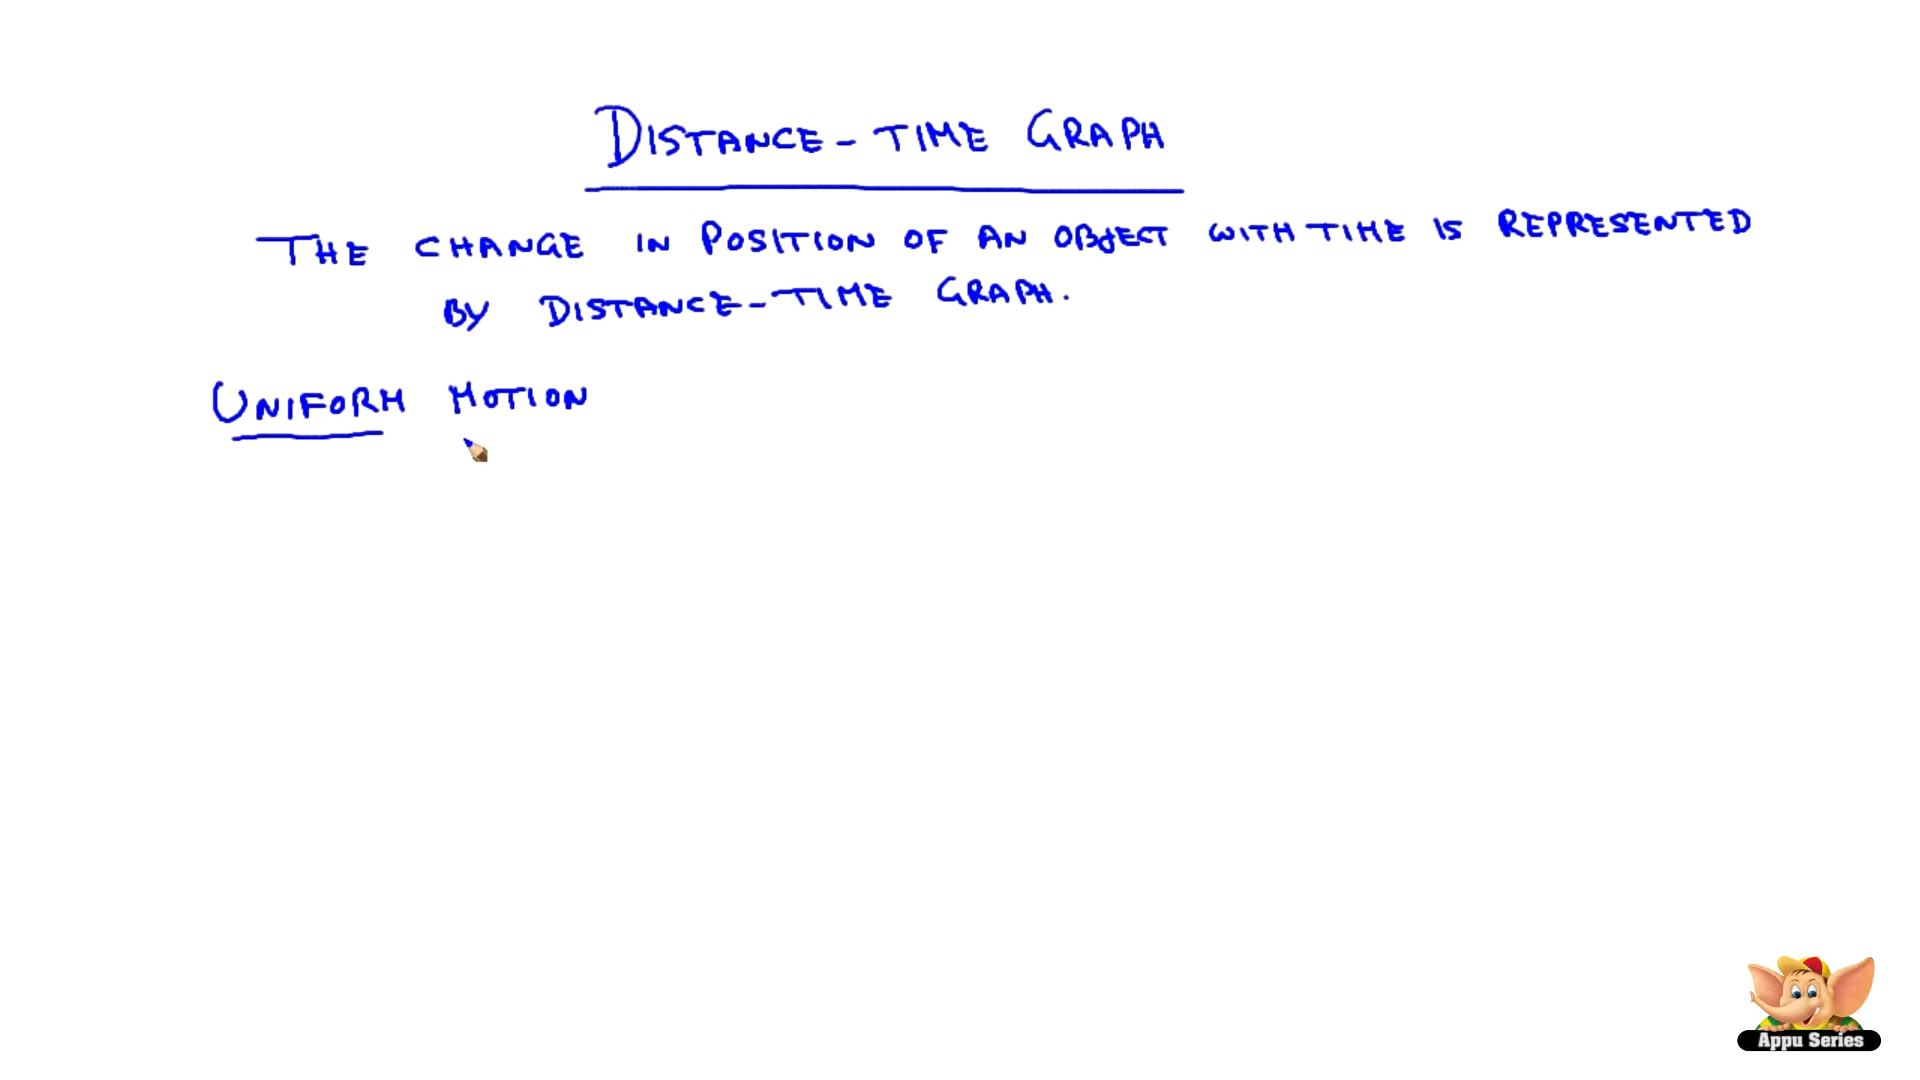 DISTANCE-TIME GRAPH
THE CHANGE IN POSITION OF AN OBJECT WITH TIME IS REPRESENTED
BY DISTANCE-TIME GRAPH.
UNIFORM MOTION
Appu Series